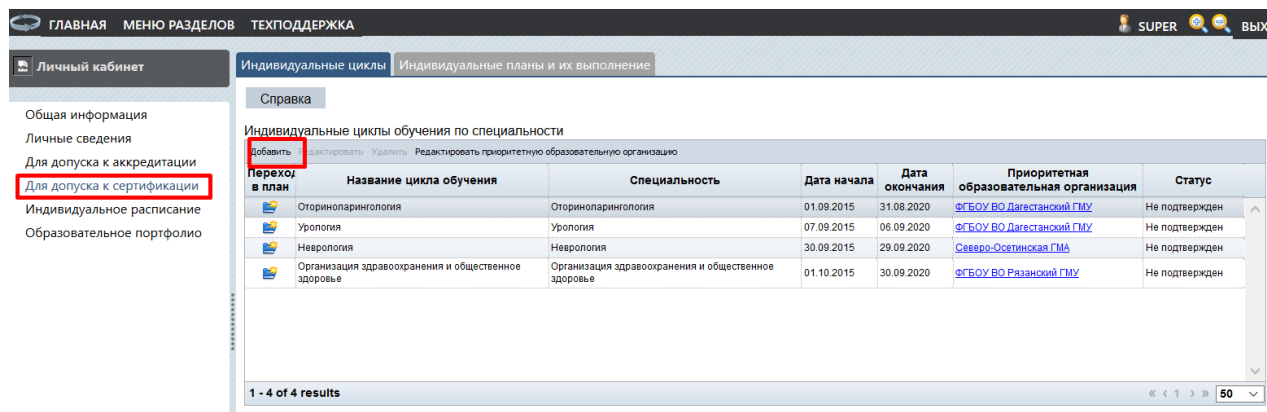 ГЛАВНАЯ МЕНЮ РАЗДЕЛОВ ТЕХПОДДЕРЖКА SUPER ВЫХ
Личный кабинет
Индивидуальные циклы Индивидуальные планы и их выполнение
Справка
Общая информация
Личные сведения
Для допуска к аккредитации
Для допуска к сертификации
Индивидуальное расписание
Образовательное портфолио
Индивидуальные циклы обучения по специальности
Добавить Редактировать Удалить Редактировать приоритетную образовательную организацию
Переход в план Название цикла обучения Специальность Дата начала Дата окончания Приоритетная образовательная организация Статус
Оториноларингология Оториноларингология 01.09.2015 31.08.2020 ФГБОУ ВО Дагестанский ГМУ Не подтвержден
Урология Урология 07.09.2015 06.09.2020 ФГБОУ ВО Дагестанский ГМУ Не подтвержден
Неврология Неврология 30.09.2015 29.09.2020 Северо-Осетинская ГМА Не подтвержден
Организация здравоохранения и общественное здоровье Организация здравоохранения и общественное здоровье 01.10.2015 30.09.2020 ФГБОУ ВО Рязанский ГМУ Не подтвержден
1 - 4 of 4 results « ‹ 1 › » 50